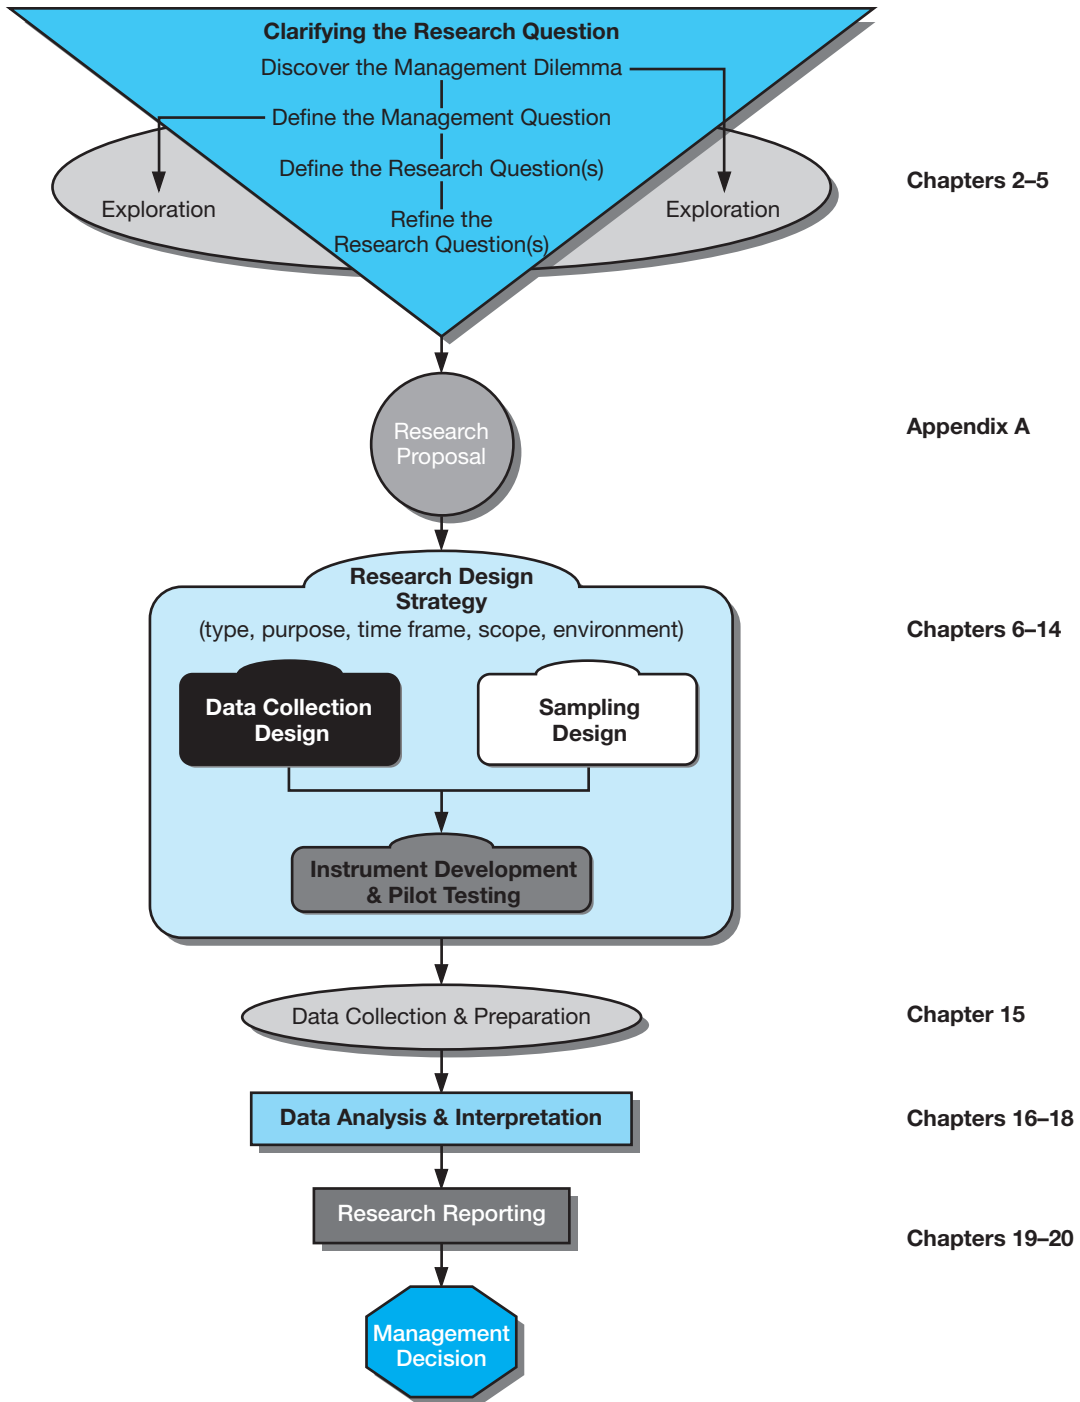 Clarifying the Research Question
Discover the Management Dilemma
Define the Management Question
Define the Research Question(s)
Chapters 2–5
Exploration
Exploration
Refine the
Research Question(s)
Research
Proposal
Appendix A
Research Design
Strategy
(type, purpose, time frame, scope, environment)
Chapters 6–14
Data Collection
Design
Sampling
Design
Instrument Development
& Pilot Testing
Data Collection & Preparation
Chapter 15
Data Analysis & Interpretation
Chapters 16–18
Research Reporting
Chapters 19–20
Management
Decision